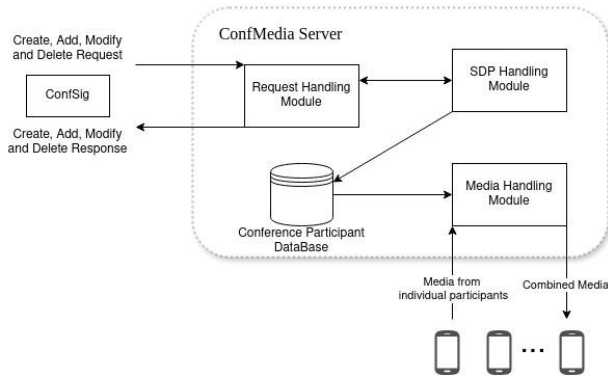 Create, Add, Modify
and Delete Request
ConfSig
Create, Add, Modify
and Delete Response
ConfMedia Server
Request Handling
Module
SDP Handling
Module
Conference Participant
DataBase
Media Handling
Module
Media from
individual participants
Combined Media